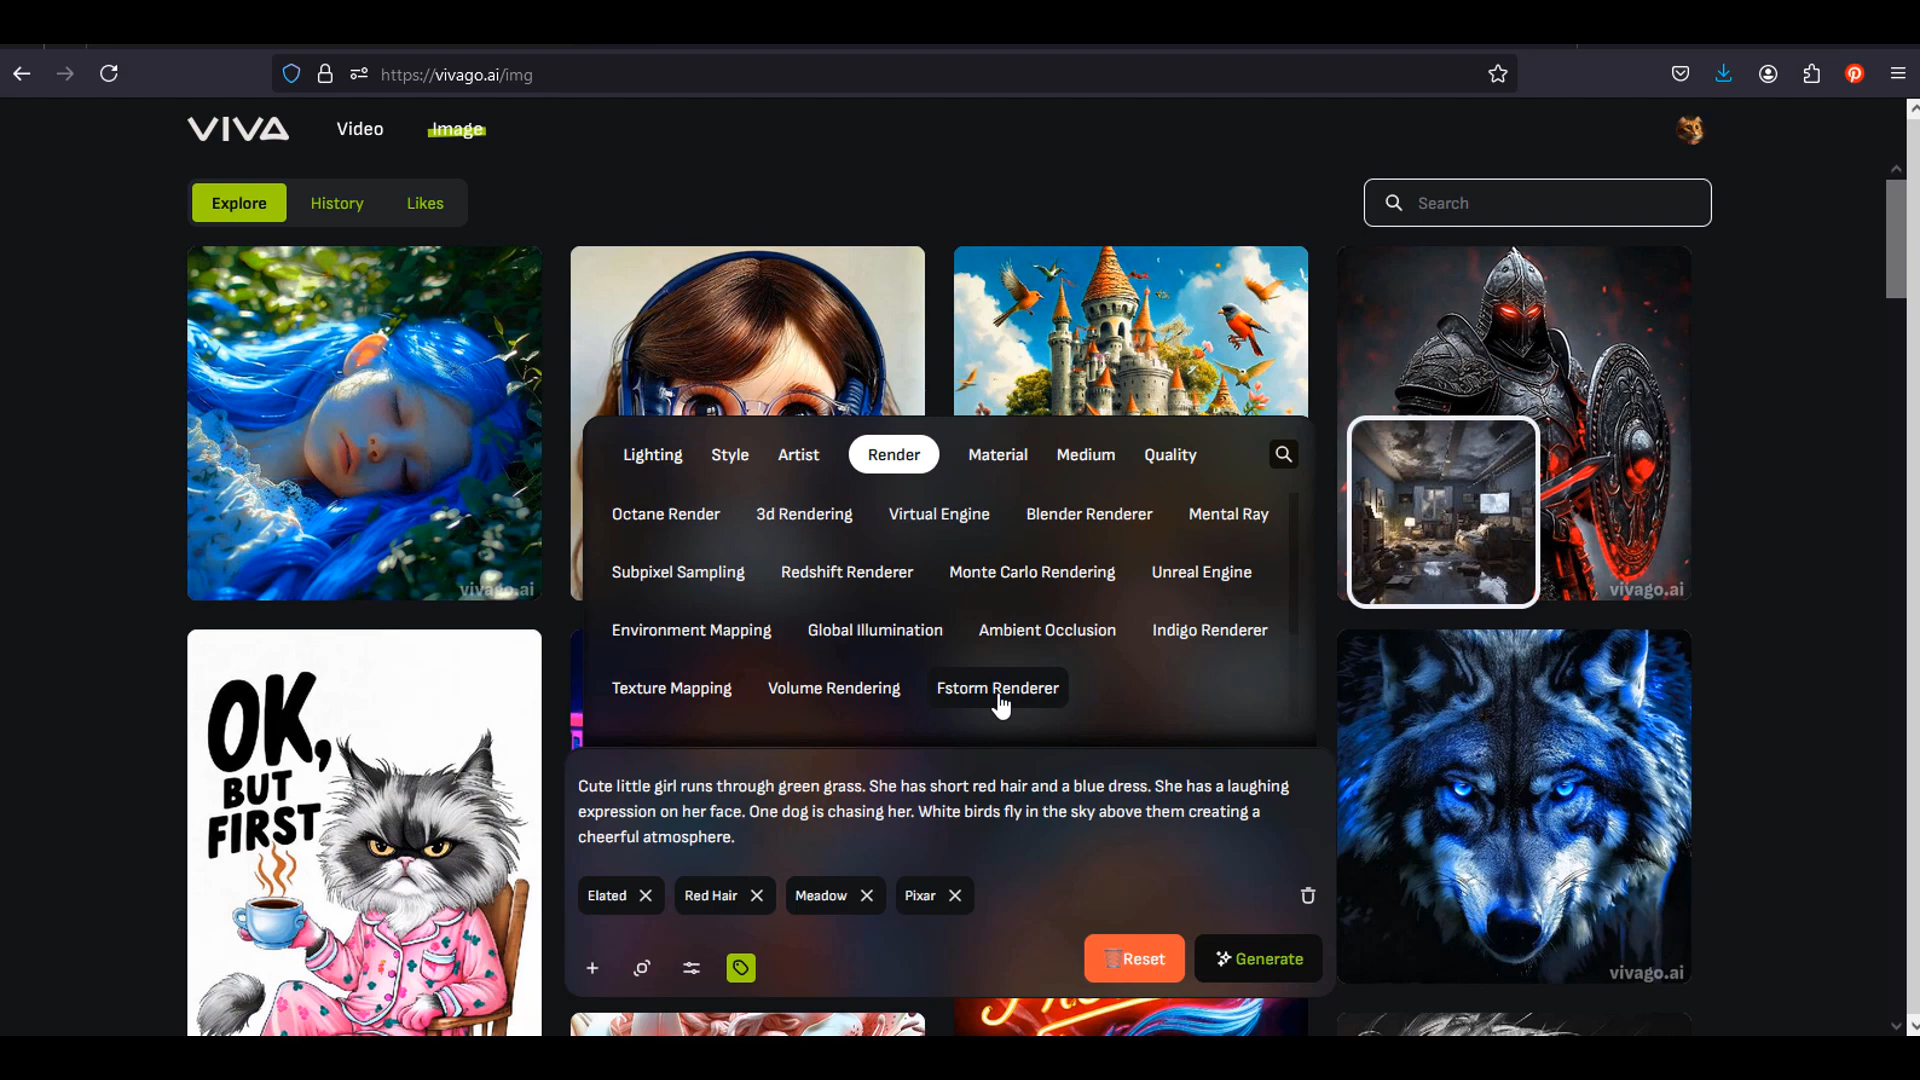 https://vivago.ai/img
VIVA
Video
Image
Explore
History
Likes
Search
vivago.ai
vivago.ai
Lighting
Style
Artist
Render
Material
Medium
Quality
Octane Render
3d Rendering
Virtual Engine
Blender Renderer
Mental Ray
Subpixel Sampling
Redshift Renderer
Monte Carlo Rendering
Unreal Engine
Environment Mapping
Global Illumination
Ambient Occlusion
Indigo Renderer
Texture Mapping
Volume Rendering
Fstorm Renderer
OK,
BUT
FIRST
Cute little girl runs through green grass. She has short red hair and a blue dress. She has a laughing
expression on her face. One dog is chasing her. White birds fly in the sky above them creating a
cheerful atmosphere.
Elated
Red Hair
Meadow
Pixar
Reset
Generate
vivago.ai